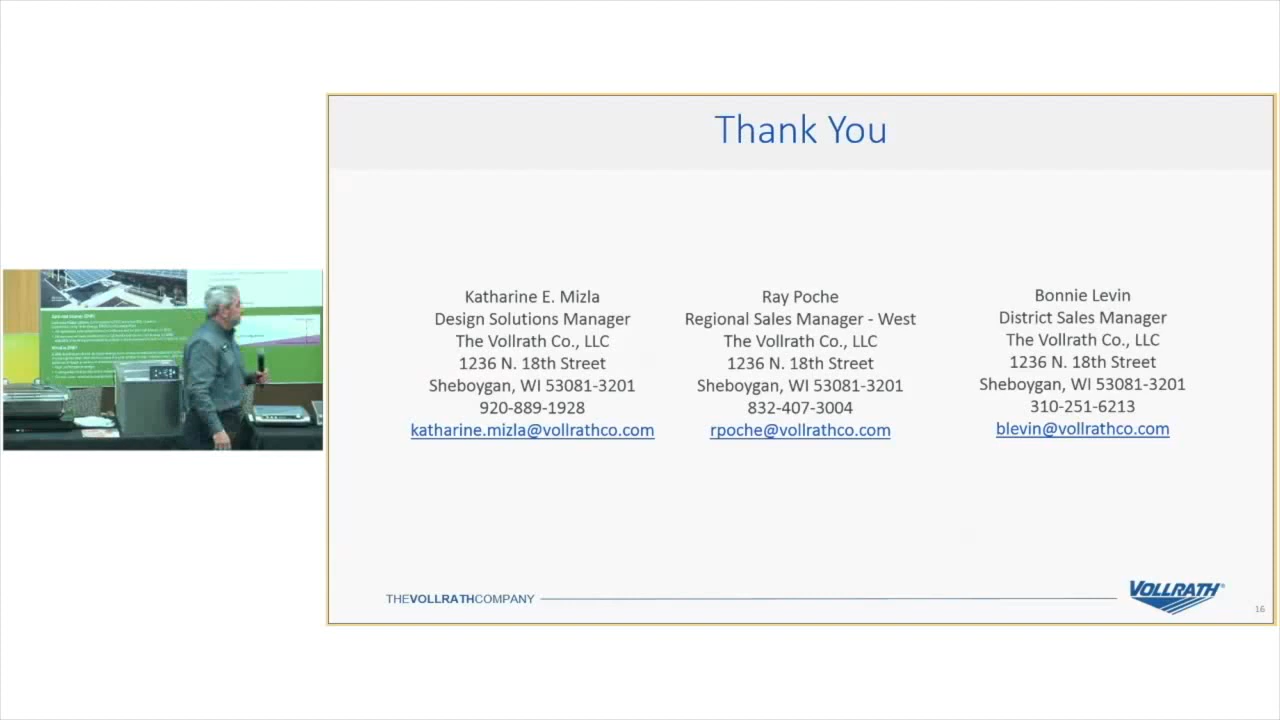 Thank You
Katharine E. Mizla
Design Solutions Manager
The Vollrath Co., LLC
1236 N. 18th Street
Sheboygan, WI 53081-3201
920-889-1928
katharine.mizla@vollrathco.com
Ray Poche
Regional Sales Manager - West
The Vollrath Co., LLC
1236 N. 18th Street
Sheboygan, WI 53081-3201
832-407-3004
rpoche@vollrathco.com
Bonnie Levin
District Sales Manager
The Vollrath Co., LLC
1236 N. 18th Street
Sheboygan, WI 53081-3201
310-251-6213
blevin@vollrathco.com
THEVOLLRATHCOMPANY
VOLLRATH®
16